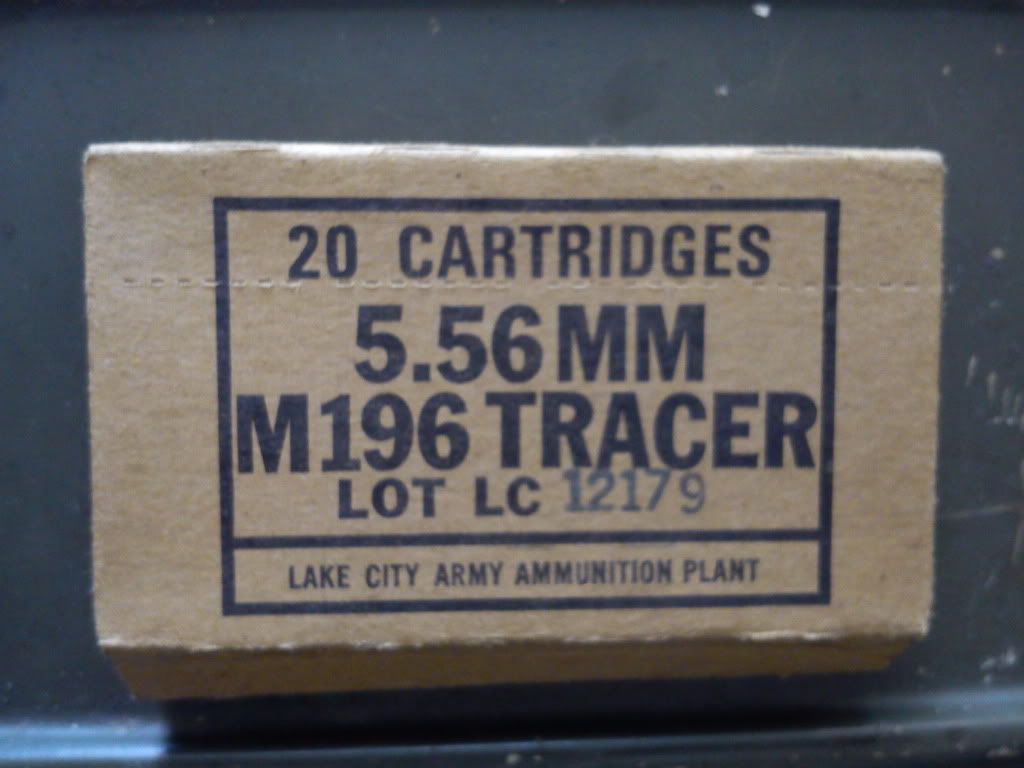 20 CARTRIDGES
5.56 MM
M196 TRACER
LOT LC 12179
LAKE CITY ARMY AMMUNITION PLANT